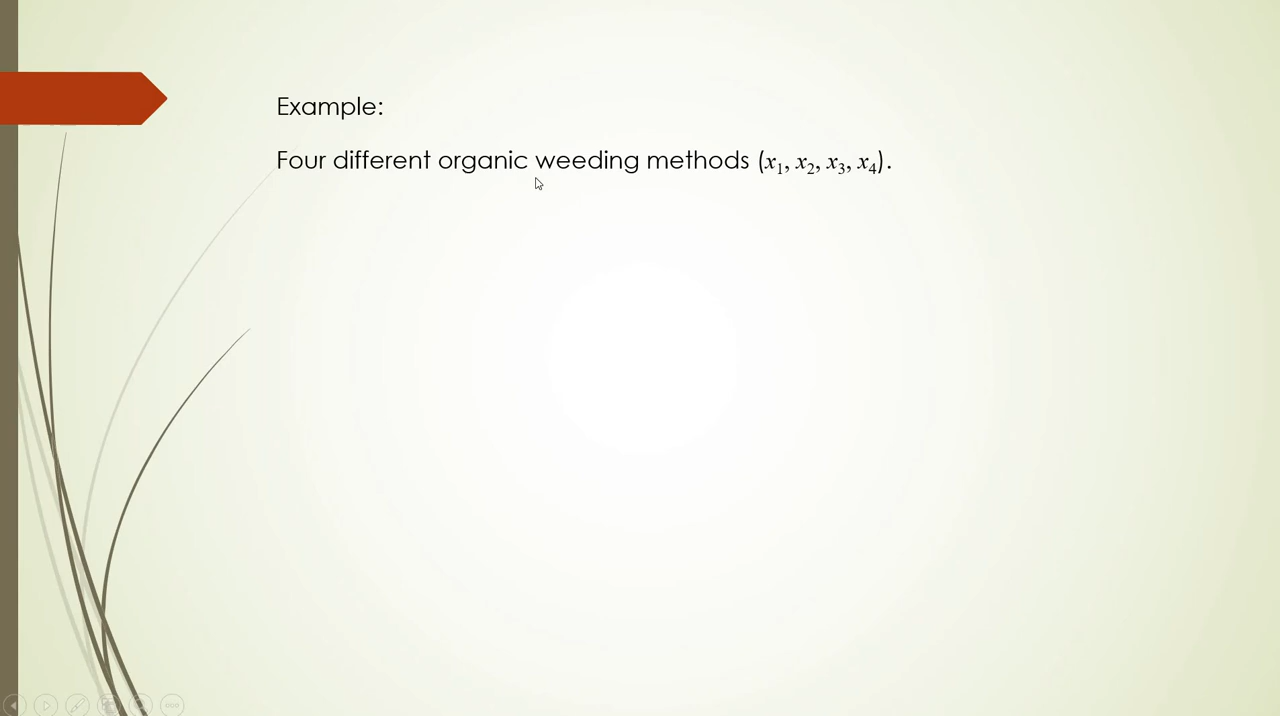 Example:
Four different organic weeding methods (x₁, x₂, x₃, x₄).